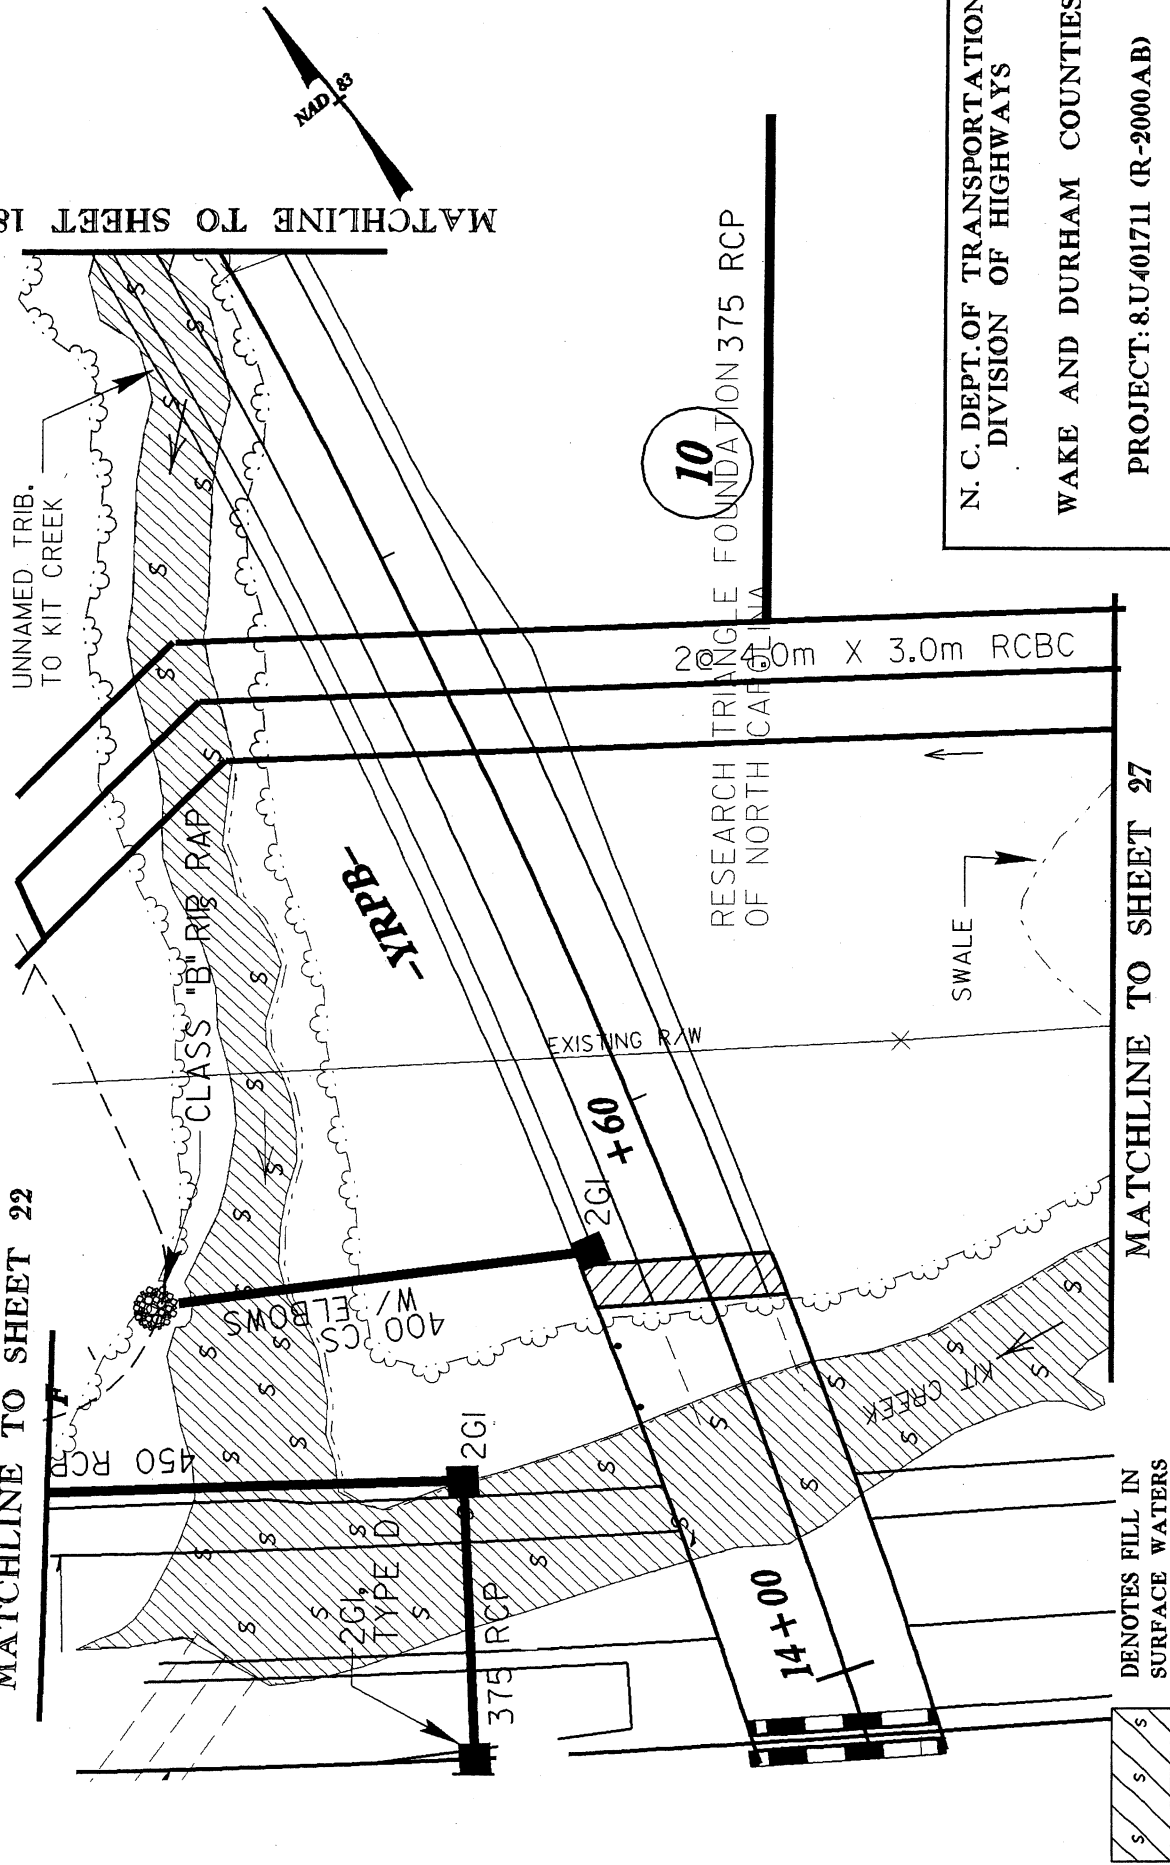 MATCHLINE TO SHEET 22
MATCHLINE TO SHEET 18
NAD 83
UNNAMED TRIB.
TO KIT CREEK
CLASS "B" RIP RAP
-YRPB-
RESEARCH TRIANGLE FOUNDATION
OF NORTH CAROLINA
10
375 RCP
2@ 4.0m X 3.0m RCBC
SWALE
EXISTING R/W
+60
2GI
400 CS
W/ ELBOWS
450 RCP
F
2GI
2GI,
TYPE D
375 RCP
KIT CREEK
14+00
MATCHLINE TO SHEET 27
DENOTES FILL IN
SURFACE WATERS
S S S
N. C. DEPT. OF TRANSPORTATION
DIVISION OF HIGHWAYS
WAKE AND DURHAM COUNTIES
PROJECT: 8.U401711 (R-2000AB)